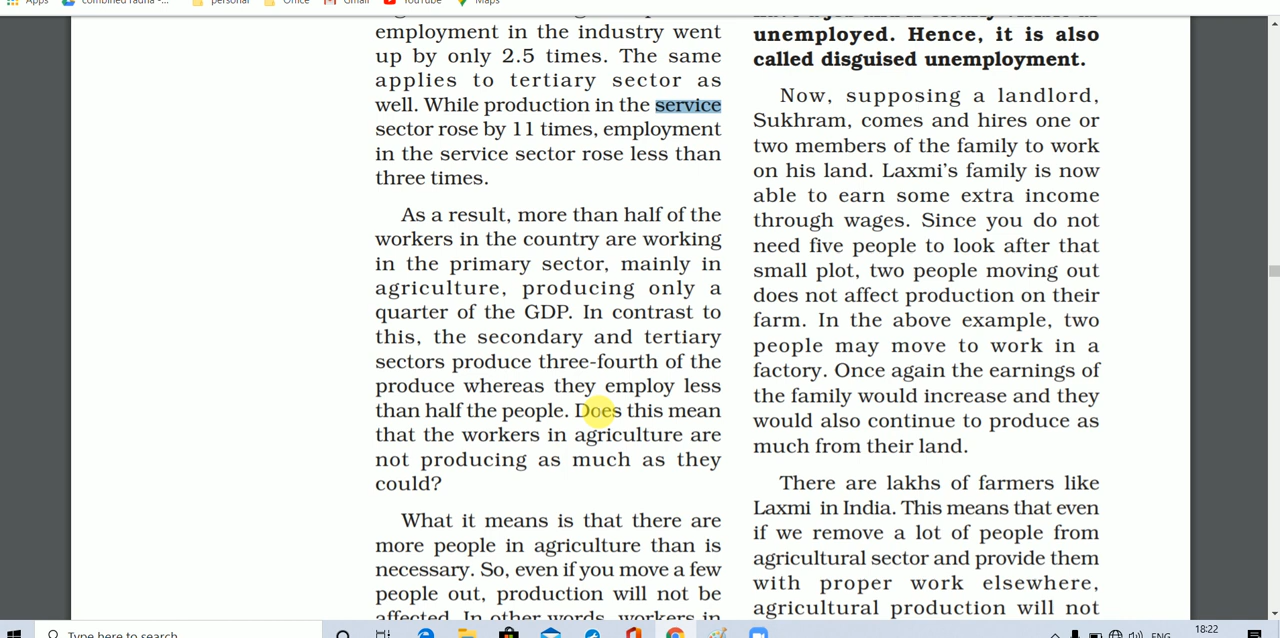 Apps
combined radha -...
personal
Office
Gmail
YouTube
Maps
employment in the industry went
up by only 2.5 times. The same
applies to tertiary sector as
well. While production in the service
sector rose by 11 times, employment
in the service sector rose less than
three times.
As a result, more than half of the
workers in the country are working
in the primary sector, mainly in
agriculture, producing only a
quarter of the GDP. In contrast to
this, the secondary and tertiary
sectors produce three-fourth of the
produce whereas they employ less
than half the people. Does this mean
that the workers in agriculture are
not producing as much as they
could?
What it means is that there are
more people in agriculture than is
necessary. So, even if you move a few
people out, production will not be
affected. In other words, workers in
unemployed. Hence, it is also
called disguised unemployment.
Now, supposing a landlord,
Sukhram, comes and hires one or
two members of the family to work
on his land. Laxmi's family is now
able to earn some extra income
through wages. Since you do not
need five people to look after that
small plot, two people moving out
does not affect production on their
farm. In the above example, two
people may move to work in a
factory. Once again the earnings of
the family would increase and they
would also continue to produce as
much from their land.
There are lakhs of farmers like
Laxmi in India. This means that even
if we remove a lot of people from
agricultural sector and provide them
with proper work elsewhere,
agricultural production will not
Type here to search
ENG
18:22